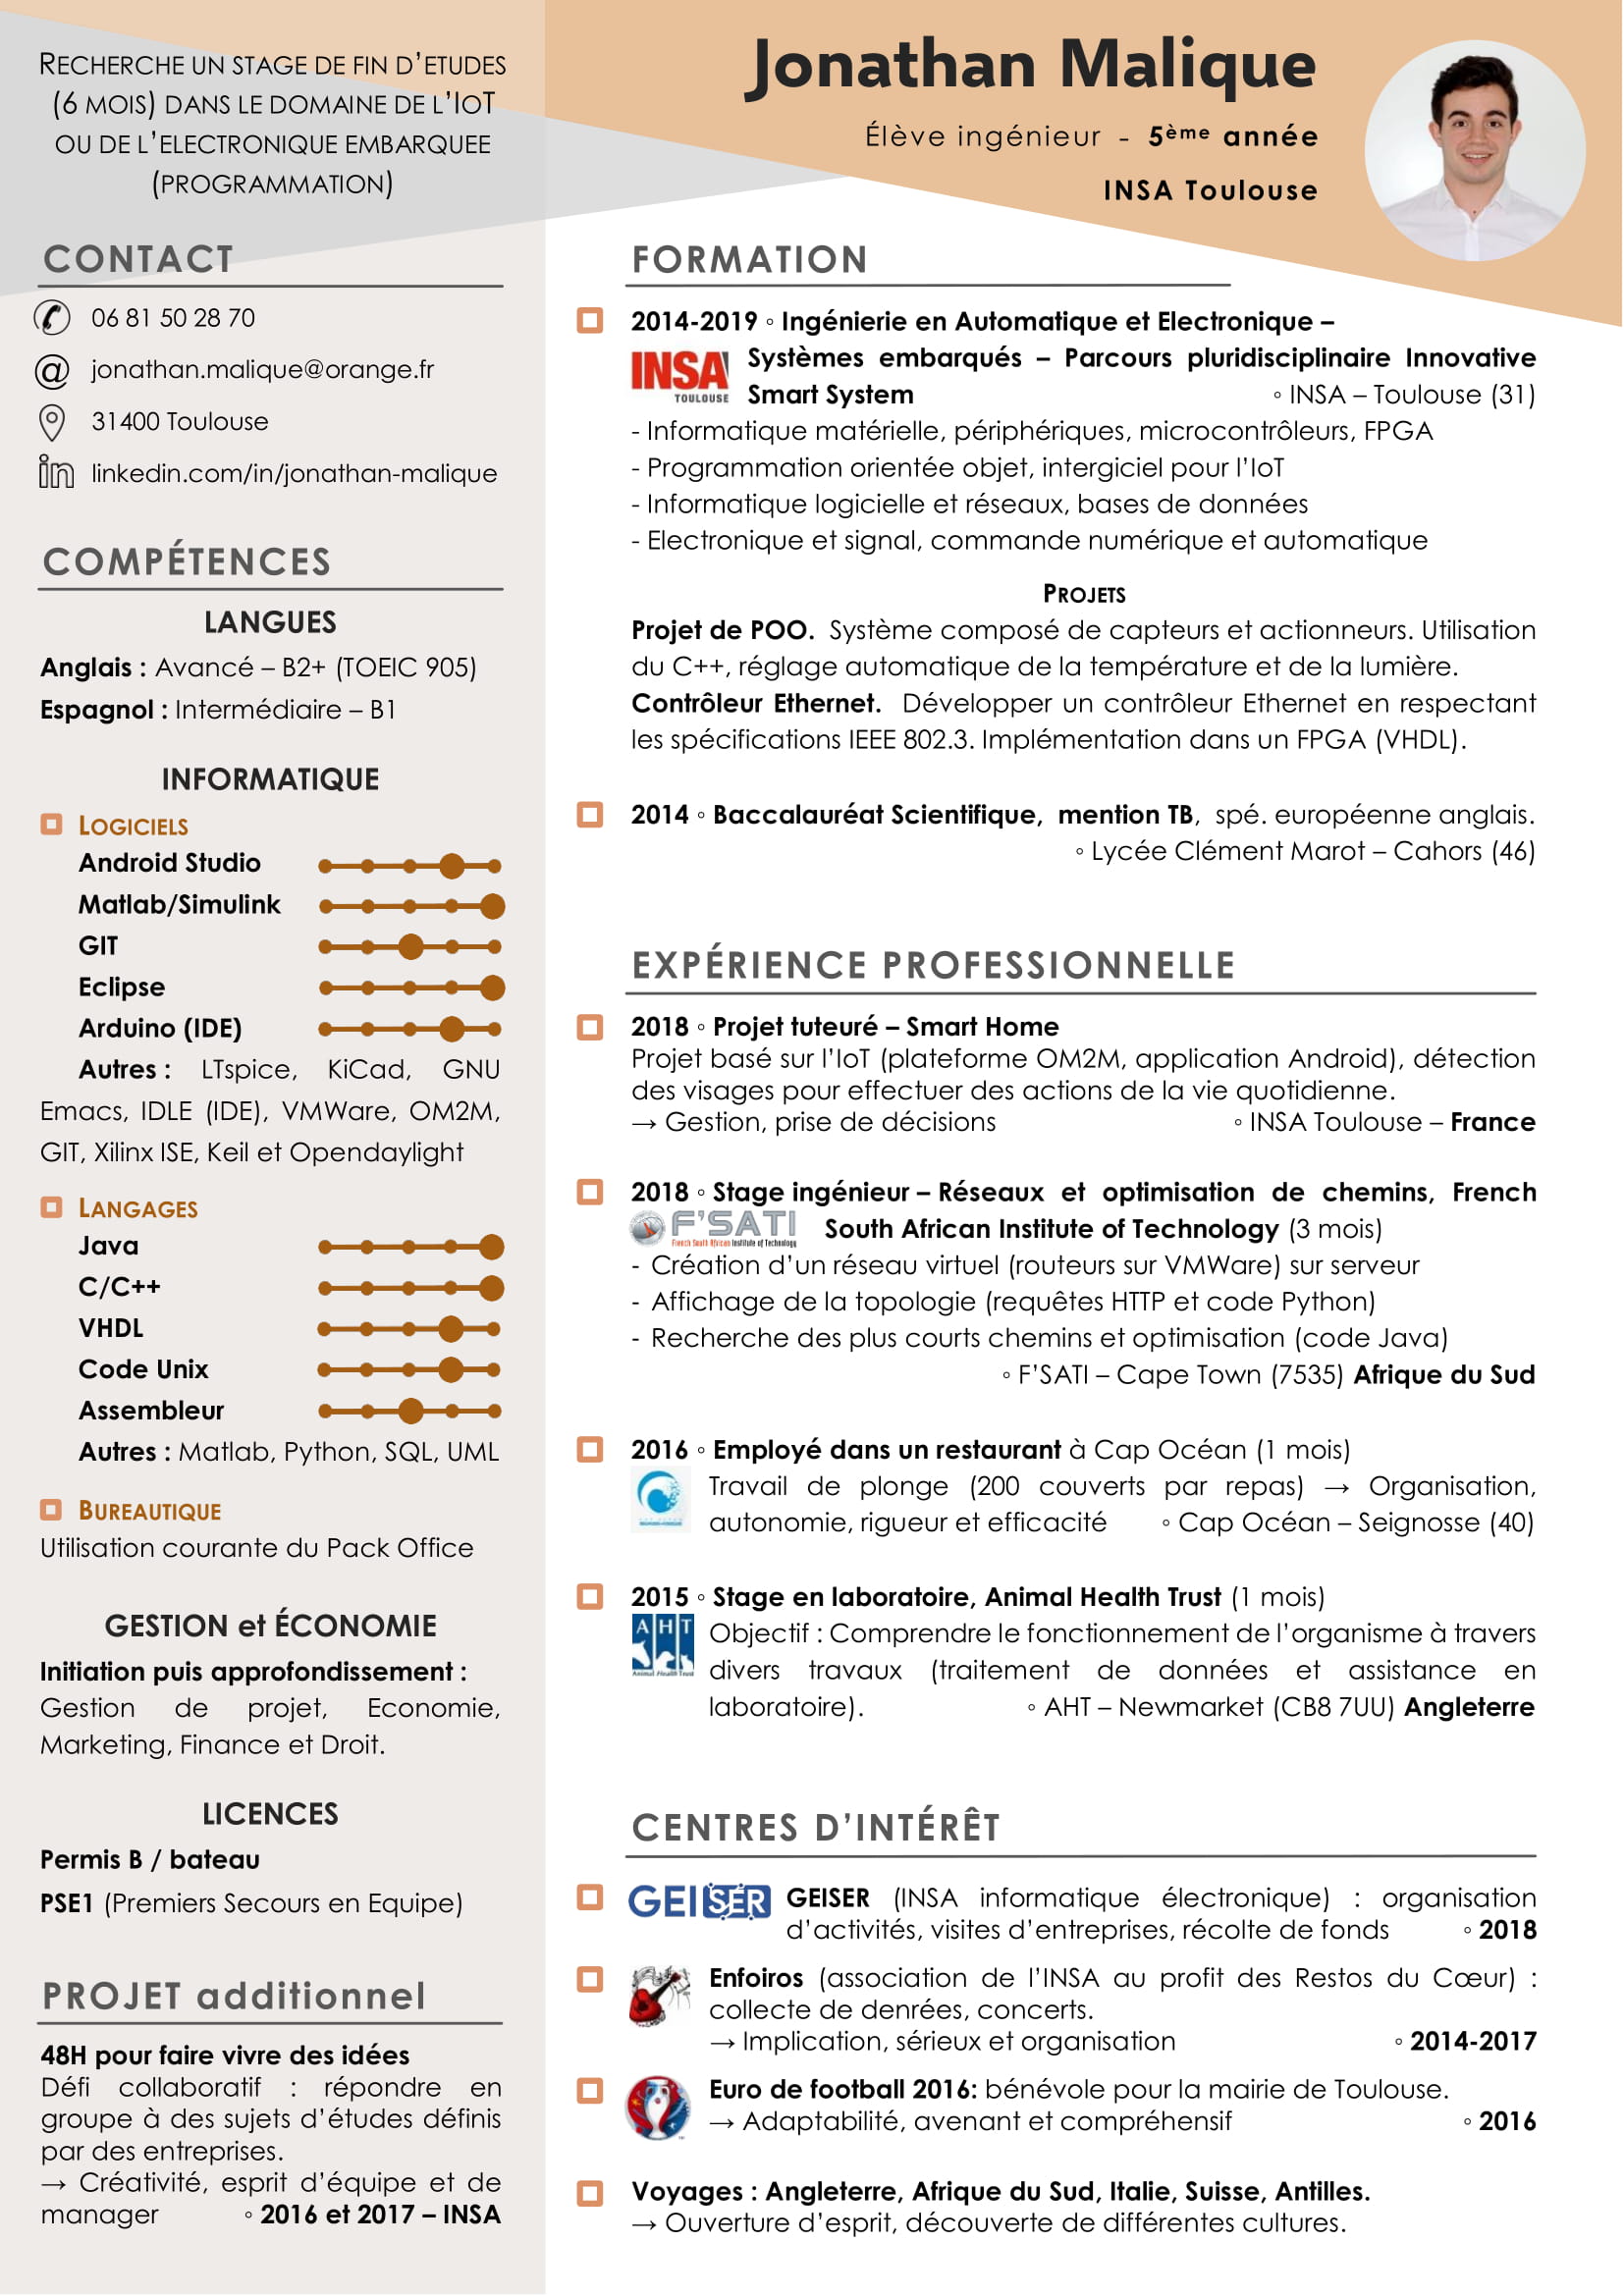 RECHERCHE UN STAGE DE FIN D'ETUDES
(6 MOIS) DANS LE DOMAINE DE L'IOT
OU DE L'ELECTRONIQUE EMBARQUEE
(PROGRAMMATION)
Jonathan Malique
Élève ingénieur - 5ème année
INSA Toulouse
CONTACT
06 81 50 28 70
jonathan.malique@orange.fr
31400 Toulouse
linkedin.com/in/jonathan-malique
COMPÉTENCES
LANGUES
Anglais : Avancé – B2+ (TOEIC 905)
Espagnol : Intermédiaire – B1
INFORMATIQUE
LOGICIELS
Android Studio
Matlab/Simulink
GIT
Eclipse
Arduino (IDE)
Autres : LTspice, KiCad, GNU
Emacs, IDLE (IDE), VMWare, OM2M,
GIT, Xilinx ISE, Keil et Opendaylight
LANGAGES
Java
C/C++
VHDL
Code Unix
Assembleur
Autres : Matlab, Python, SQL, UML
BUREAUTIQUE
Utilisation courante du Pack Office
GESTION et ÉCONOMIE
Initiation puis approfondissement :
Gestion de projet, Economie,
Marketing, Finance et Droit.
LICENCES
Permis B / bateau
PSE1 (Premiers Secours en Equipe)
PROJET additionnel
48H pour faire vivre des idées
Défi collaboratif : répondre en
groupe à des sujets d'études définis
par des entreprises.
→ Créativité, esprit d'équipe et de
manager ◦ 2016 et 2017 – INSA
FORMATION
2014-2019 ◦ Ingénierie en Automatique et Electronique –
INSA TOULOUSE Systèmes embarqués – Parcours pluridisciplinaire Innovative
Smart System ◦ INSA – Toulouse (31)
- Informatique matérielle, périphériques, microcontrôleurs, FPGA
- Programmation orientée objet, intergiciel pour l'IoT
- Informatique logicielle et réseaux, bases de données
- Electronique et signal, commande numérique et automatique
PROJETS
Projet de POO. Système composé de capteurs et actionneurs. Utilisation
du C++, réglage automatique de la température et de la lumière.
Contrôleur Ethernet. Développer un contrôleur Ethernet en respectant
les spécifications IEEE 802.3. Implémentation dans un FPGA (VHDL).
2014 ◦ Baccalauréat Scientifique, mention TB, spé. européenne anglais.
◦ Lycée Clément Marot – Cahors (46)
EXPÉRIENCE PROFESSIONNELLE
2018 ◦ Projet tuteuré – Smart Home
Projet basé sur l'IoT (plateforme OM2M, application Android), détection
des visages pour effectuer des actions de la vie quotidienne.
→ Gestion, prise de décisions ◦ INSA Toulouse – France
2018 ◦ Stage ingénieur – Réseaux et optimisation de chemins, French
F'SATI French South African Institute of Technology South African Institute of Technology (3 mois)
- Création d'un réseau virtuel (routeurs sur VMWare) sur serveur
- Affichage de la topologie (requêtes HTTP et code Python)
- Recherche des plus courts chemins et optimisation (code Java)
◦ F'SATI – Cape Town (7535) Afrique du Sud
2016 ◦ Employé dans un restaurant à Cap Océan (1 mois)
Travail de plonge (200 couverts par repas) → Organisation,
autonomie, rigueur et efficacité ◦ Cap Océan – Seignosse (40)
2015 ◦ Stage en laboratoire, Animal Health Trust (1 mois)
AHT Animal Health Trust Objectif : Comprendre le fonctionnement de l'organisme à travers
divers travaux (traitement de données et assistance en
laboratoire). ◦ AHT – Newmarket (CB8 7UU) Angleterre
CENTRES D'INTÉRÊT
GEISER GEISER (INSA informatique électronique) : organisation
d'activités, visites d'entreprises, récolte de fonds ◦ 2018
Enfoiros (association de l'INSA au profit des Restos du Cœur) :
collecte de denrées, concerts.
→ Implication, sérieux et organisation ◦ 2014-2017
Euro de football 2016: bénévole pour la mairie de Toulouse.
→ Adaptabilité, avenant et compréhensif ◦ 2016
Voyages : Angleterre, Afrique du Sud, Italie, Suisse, Antilles.
→ Ouverture d'esprit, découverte de différentes cultures.